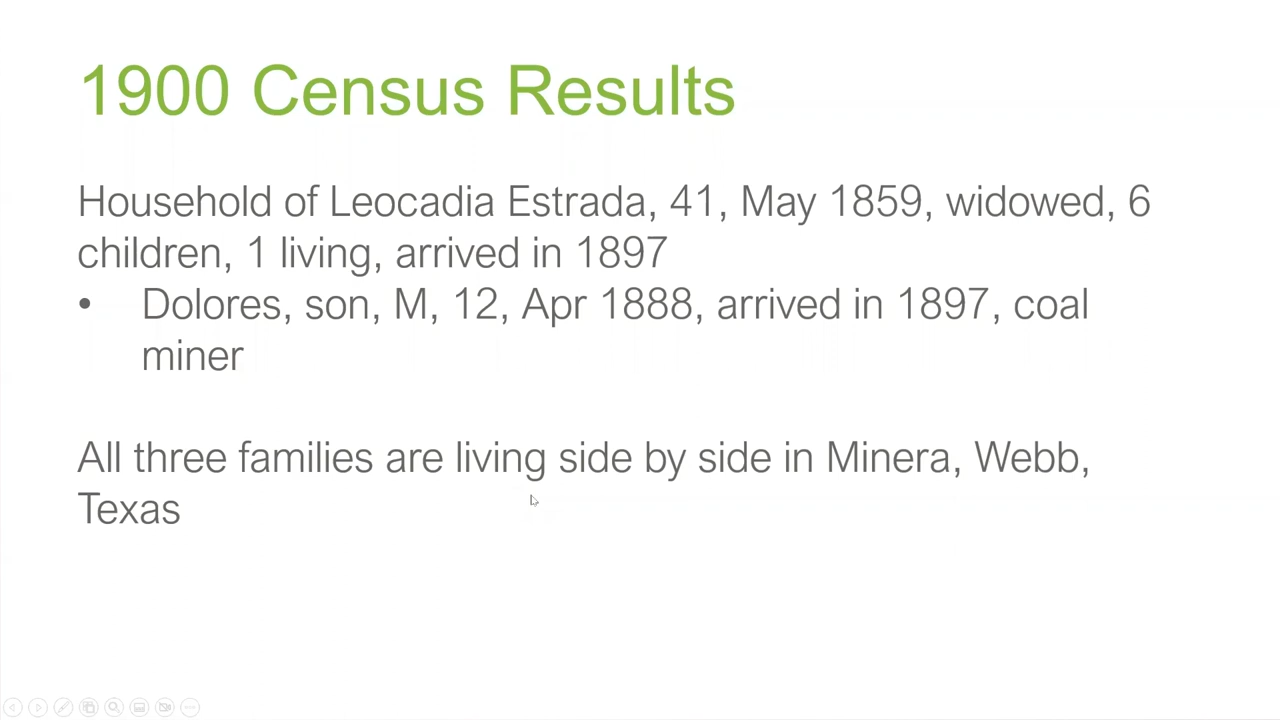 1900 Census Results
Household of Leocadia Estrada, 41, May 1859, widowed, 6
children, 1 living, arrived in 1897
• Dolores, son, M, 12, Apr 1888, arrived in 1897, coal
miner
All three families are living side by side in Minera, Webb,
Texas